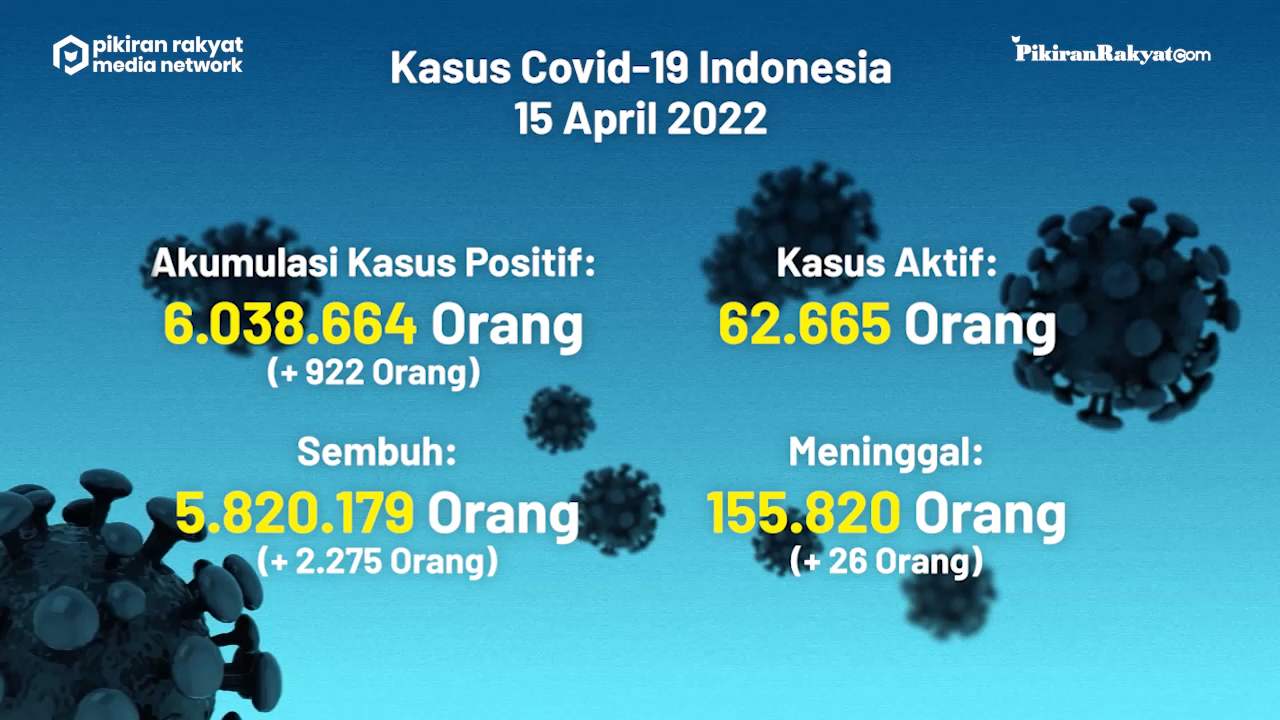 pikiran rakyat
media network
PikiranRakyat.com
Kasus Covid-19 Indonesia
15 April 2022
Akumulasi Kasus Positif:
6.038.664 Orang
(+ 922 Orang)
Kasus Aktif:
62.665 Orang
Sembuh:
5.820.179 Orang
(+ 2.275 Orang)
Meninggal:
155.820 Orang
(+ 26 Orang)